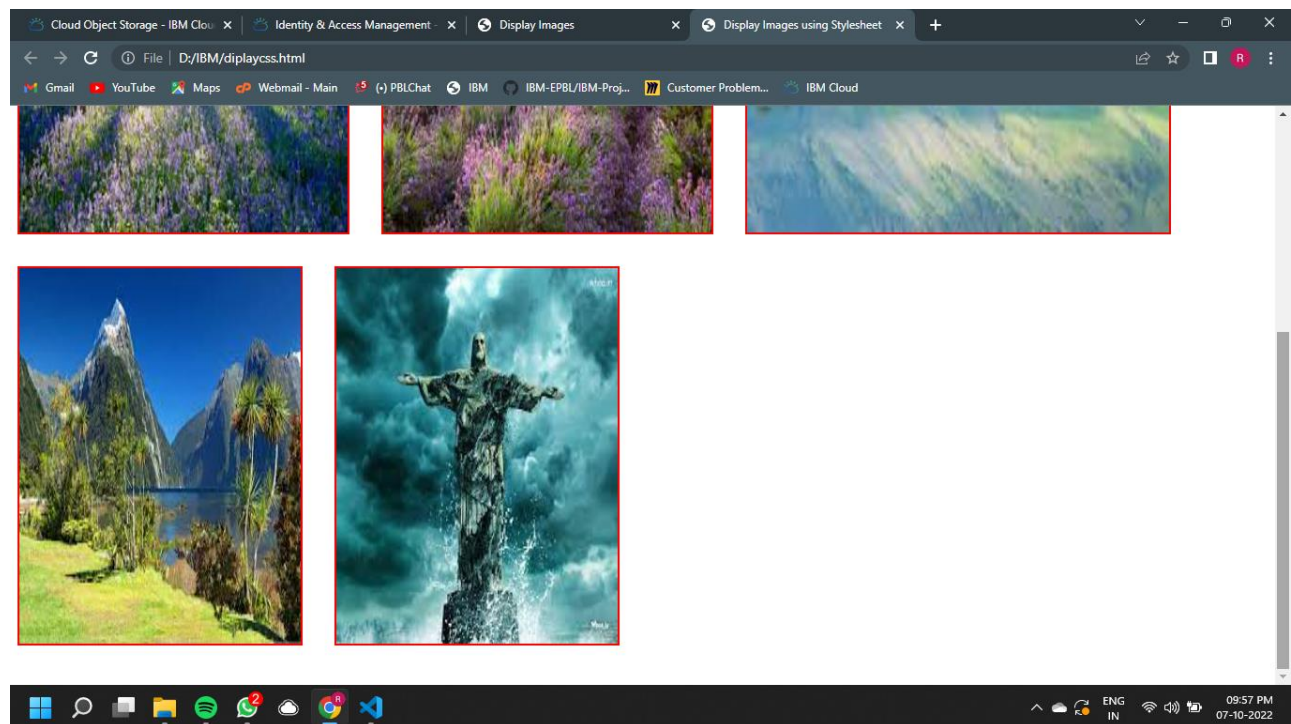 Cloud Object Storage - IBM Clou
Identity & Access Management -
Display Images
Display Images using Stylesheet
File
D:/IBM/diplaycss.html
R
Gmail
YouTube
Maps
Webmail - Main
(•) PBLChat
IBM
IBM-EPBL/IBM-Proj...
Customer Problem...
IBM Cloud
2
R
ENG
IN
09:57 PM
07-10-2022